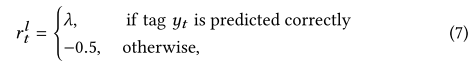 r_t^l = { λ, if tag y_t is predicted correctly
−0.5, otherwise, (7)